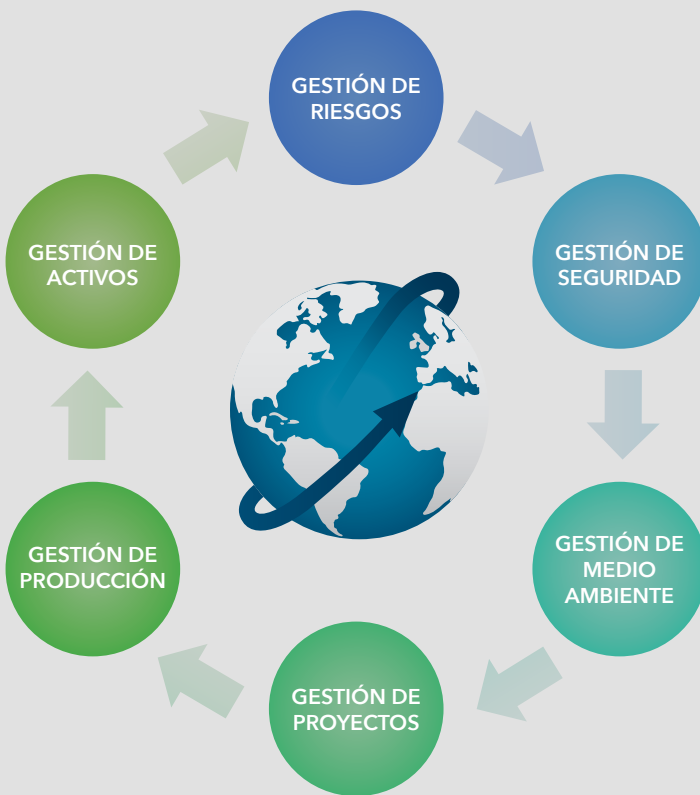 GESTIÓN DE
RIESGOS
GESTIÓN DE
SEGURIDAD
GESTIÓN DE
MEDIO
AMBIENTE
GESTIÓN DE
PROYECTOS
GESTIÓN DE
PRODUCCIÓN
GESTIÓN DE
ACTIVOS